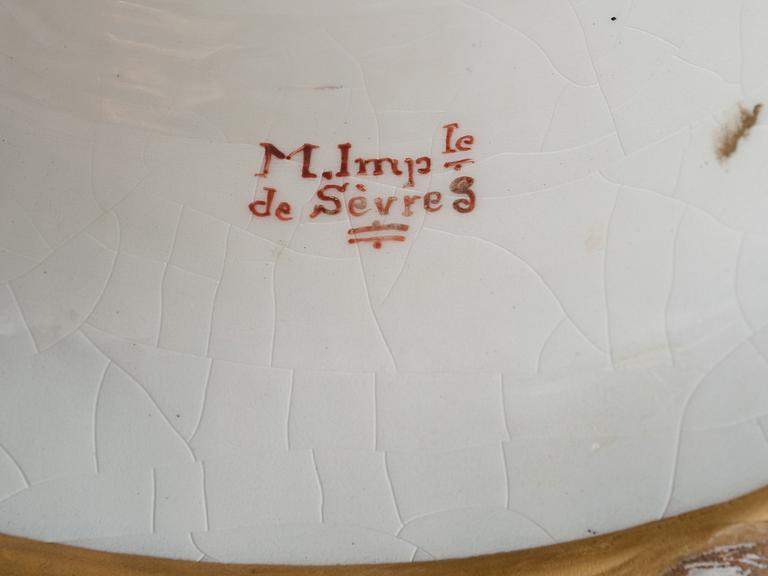 M. Imp le
de Sèvres